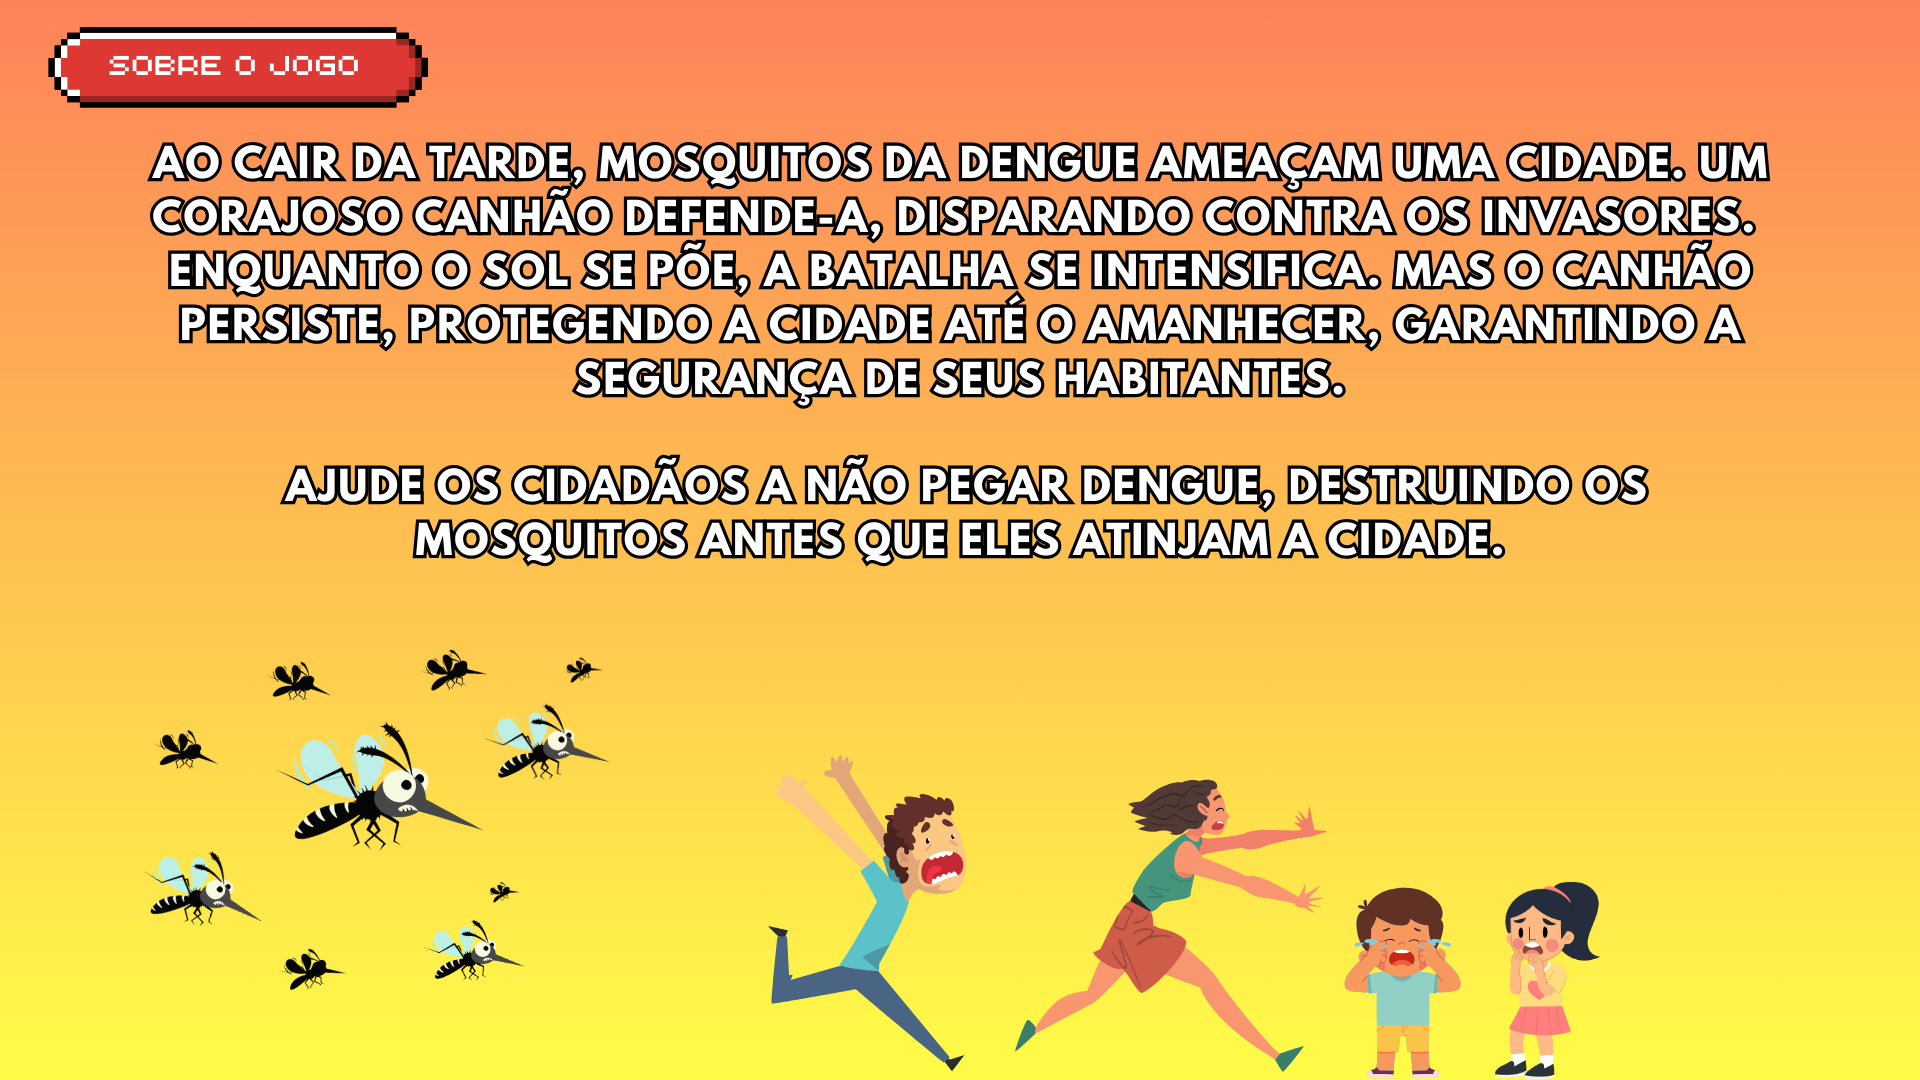 SOBRE O JOGO
AO CAIR DA TARDE, MOSQUITOS DA DENGUE AMEAÇAM UMA CIDADE. UM
CORAJOSO CANHÃO DEFENDE-A, DISPARANDO CONTRA OS INVASORES.
ENQUANTO O SOL SE PÕE, A BATALHA SE INTENSIFICA. MAS O CANHÃO
PERSISTE, PROTEGENDO A CIDADE ATÉ O AMANHECER, GARANTINDO A
SEGURANÇA DE SEUS HABITANTES.
AJUDE OS CIDADÃOS A NÃO PEGAR DENGUE, DESTRUINDO OS
MOSQUITOS ANTES QUE ELES ATINJAM A CIDADE.